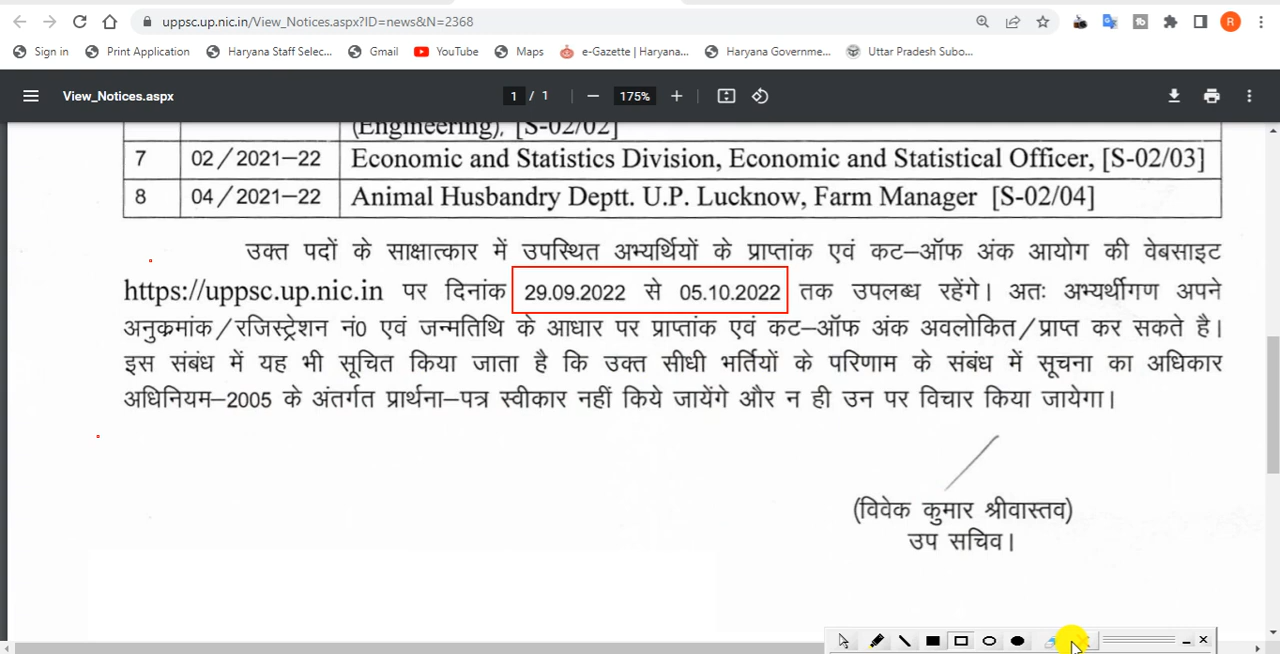 uppsc.up.nic.in/View_Notices.aspx?ID=news&N=2368
R
Sign in Print Application Haryana Staff Selec... Gmail YouTube Maps e-Gazette | Haryana... Haryana Governme... Uttar Pradesh Subo...
View_Notices.aspx 1 / 1 175%
(Engineering), [S-02/02]
7 02/2021-22 Economic and Statistics Division, Economic and Statistical Officer, [S-02/03]
8 04/2021-22 Animal Husbandry Deptt. U.P. Lucknow, Farm Manager [S-02/04]
उक्त पदों के साक्षात्कार में उपस्थित अभ्यर्थियों के प्राप्तांक एवं कट-ऑफ अंक आयोग की वेबसाइट
https://uppsc.up.nic.in पर दिनांक 29.09.2022 से 05.10.2022 तक उपलब्ध रहेंगे। अतः अभ्यर्थीगण अपने
अनुक्रमांक/रजिस्ट्रेशन नं0 एवं जन्मतिथि के आधार पर प्राप्तांक एवं कट-ऑफ अंक अवलोकित/प्राप्त कर सकते है।
इस संबंध में यह भी सूचित किया जाता है कि उक्त सीधी भर्तियों के परिणाम के संबंध में सूचना का अधिकार
अधिनियम-2005 के अंतर्गत प्रार्थना-पत्र स्वीकार नहीं किये जायेंगे और न ही उन पर विचार किया जायेगा।
(विवेक कुमार श्रीवास्तव)
उप सचिव।